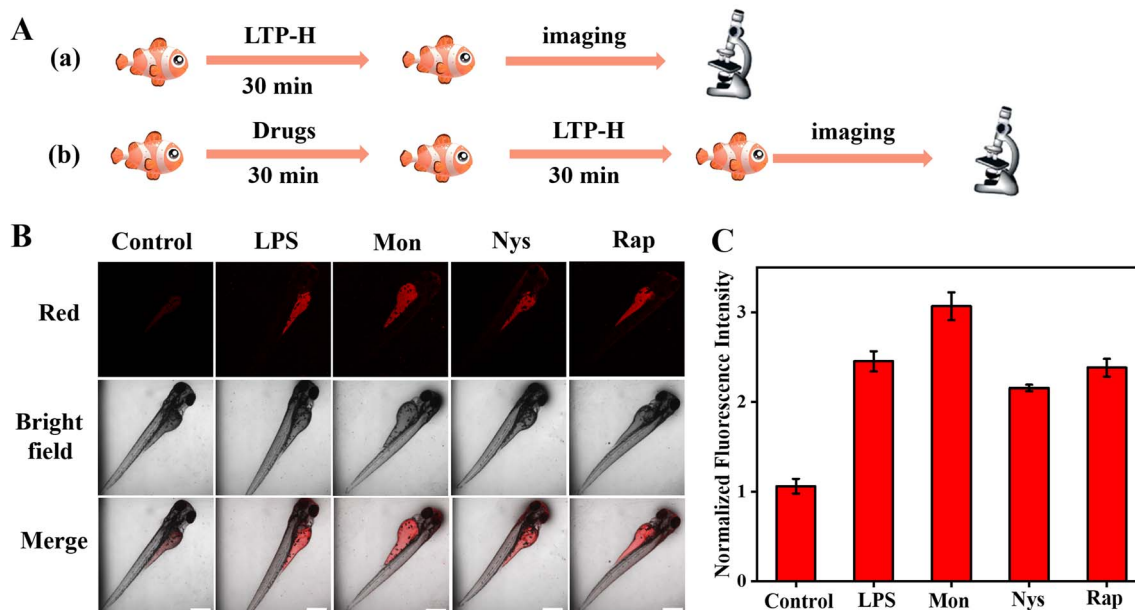 A
(a)
LTP-H
30 min
imaging
(b)
Drugs
30 min
LTP-H
30 min
imaging
B
Control LPS Mon Nys Rap
Red
Bright
field
Merge
C
Normalized Fluorescence Intensity
3
2
1
0
Control LPS Mon Nys Rap